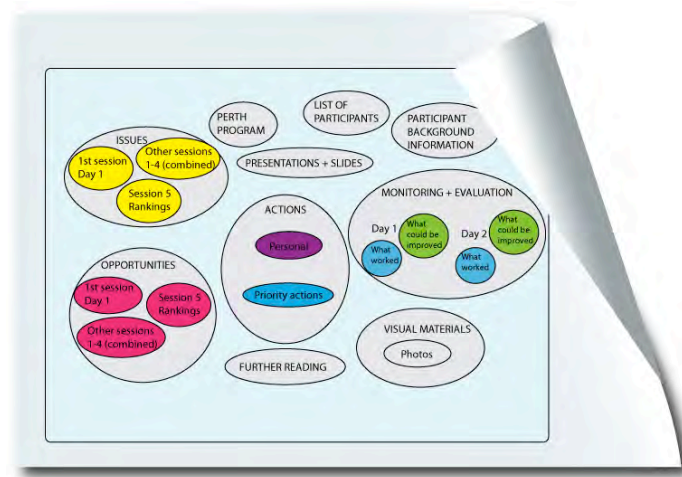 PERTH
PROGRAM
LIST OF
PARTICIPANTS
PARTICIPANT
BACKGROUND
INFORMATION
PRESENTATIONS + SLIDES
ISSUES
1st session
Day 1
Other sessions
1-4 (combined)
Session 5
Rankings
ACTIONS
Personal
Priority actions
MONITORING + EVALUATION
Day 1
What
could be
improved
What
worked
Day 2
What
could be
improved
What
worked
OPPORTUNITIES
1st session
Day 1
Session 5
Rankings
Other sessions
1-4 (combined)
FURTHER READING
VISUAL MATERIALS
Photos